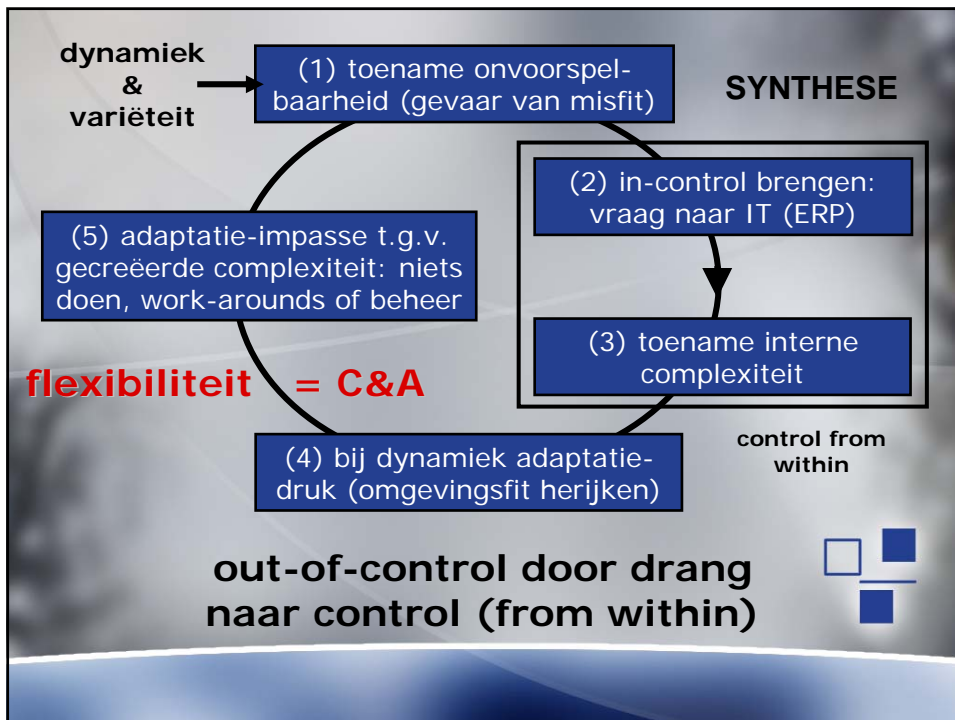 dynamiek
&
variëteit
(1) toename onvoorspel-
baarheid (gevaar van misfit)
SYNTHESE
(2) in-control brengen:
vraag naar IT (ERP)
(5) adaptatie-impasse t.g.v.
gecreëerde complexiteit: niets
doen, work-arounds of beheer
(3) toename interne
complexiteit
flexibiliteit = C&A
control from
within
(4) bij dynamiek adaptatie-
druk (omgevingsfit herijken)
out-of-control door drang
naar control (from within)